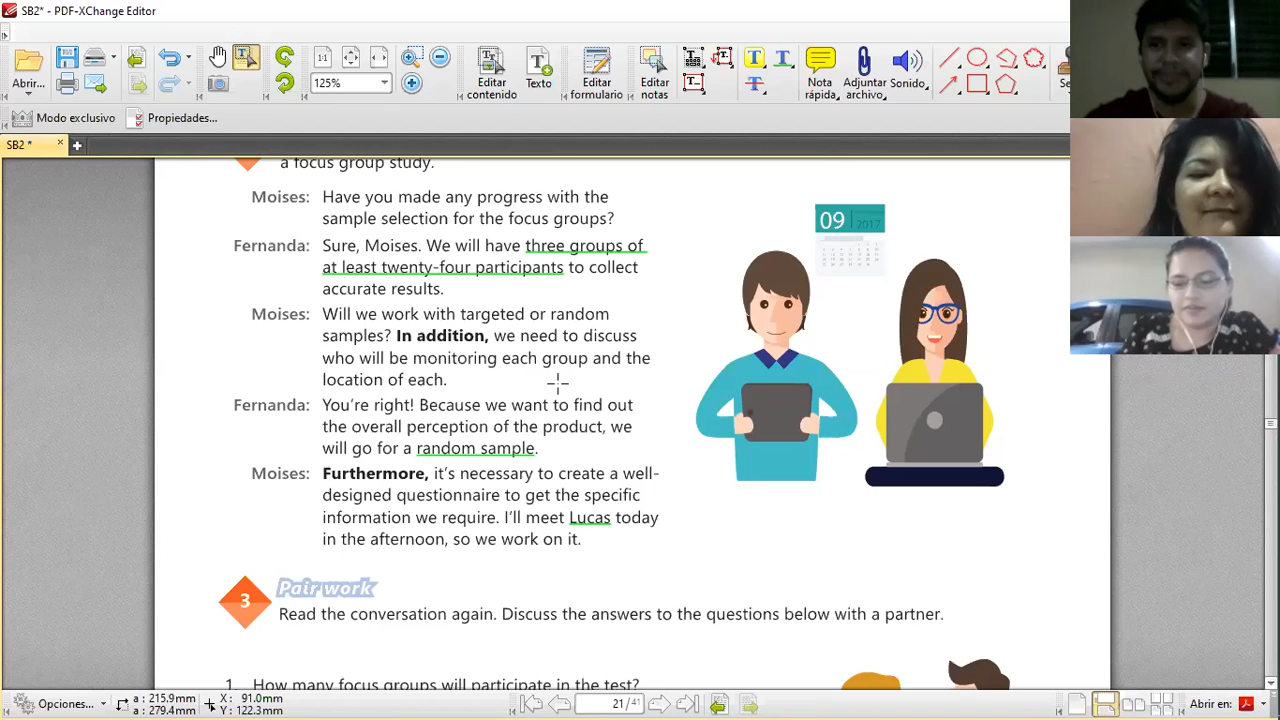 SB2* - PDF-XChange Editor
Abrir...
125%
Editar contenido
Texto
Editar formulario
Editar notas
Nota rápida
Adjuntar archivo
Sonido
Se
Modo exclusivo
Propiedades...
SB2 *
a focus group study.
Moises: Have you made any progress with the
sample selection for the focus groups?
Fernanda: Sure, Moises. We will have three groups of
at least twenty-four participants to collect
accurate results.
Moises: Will we work with targeted or random
samples? In addition, we need to discuss
who will be monitoring each group and the
location of each.
Fernanda: You're right! Because we want to find out
the overall perception of the product, we
will go for a random sample.
Moises: Furthermore, it's necessary to create a well-
designed questionnaire to get the specific
information we require. I'll meet Lucas today
in the afternoon, so we work on it.
09 2017
3 Pair work
Read the conversation again. Discuss the answers to the questions below with a partner.
1. How many focus groups will participate in the test?
Opciones...
a : 215.9mm
a : 279.4mm
X : 91.0mm
Y : 122.3mm
21/41
Abrir en: